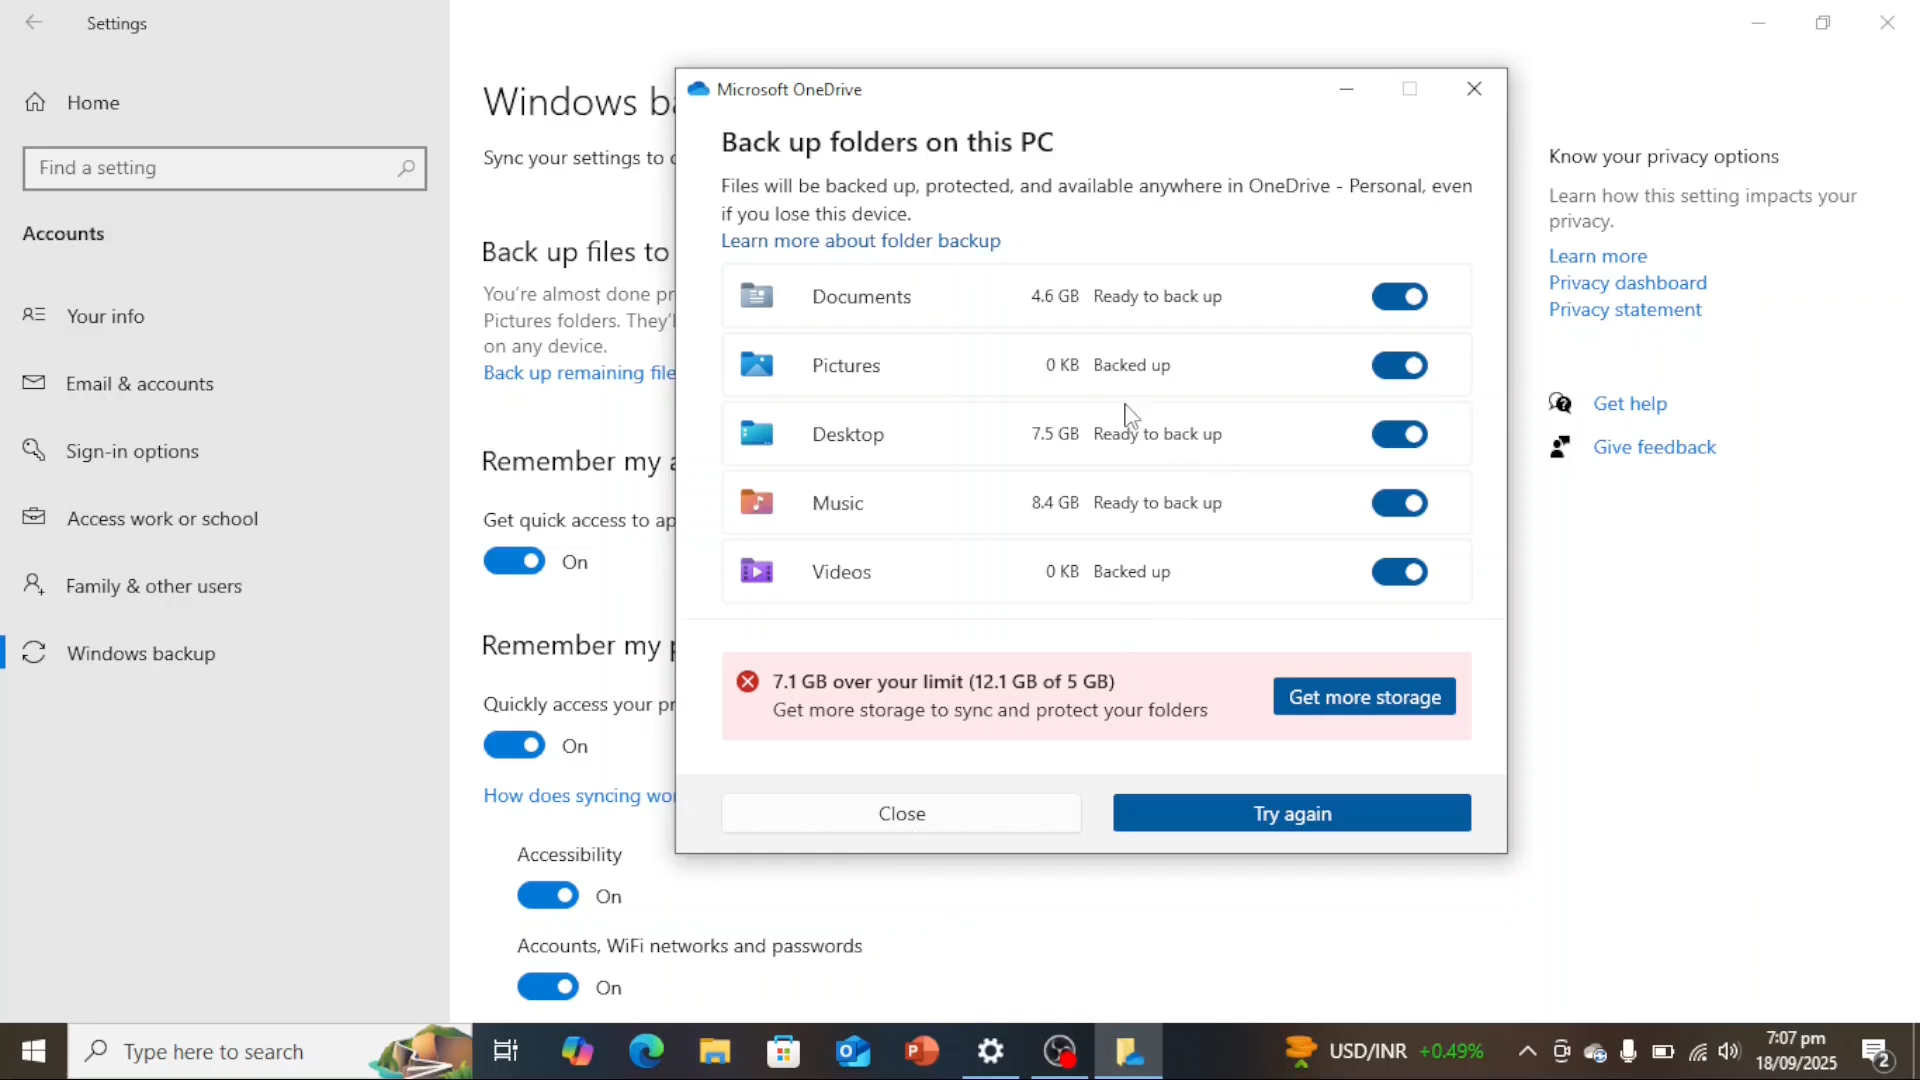 Settings
Home
Find a setting
Accounts
Your info
Email & accounts
Sign-in options
Access work or school
Family & other users
Windows backup
Windows ba
Sync your settings to o
Back up files to
You're almost done pr
Pictures folders. They'l
on any device.
Back up remaining file
Remember my a
Get quick access to ap
On
Remember my p
Quickly access your pr
On
How does syncing wor
Accessibility
On
Accounts, WiFi networks and passwords
On
Microsoft OneDrive
Back up folders on this PC
Files will be backed up, protected, and available anywhere in OneDrive - Personal, even
if you lose this device.
Learn more about folder backup
Documents 4.6 GB Ready to back up
Pictures 0 KB Backed up
Desktop 7.5 GB Ready to back up
Music 8.4 GB Ready to back up
Videos 0 KB Backed up
7.1 GB over your limit (12.1 GB of 5 GB)
Get more storage to sync and protect your folders
Get more storage
Close
Try again
Know your privacy options
Learn how this setting impacts your
privacy.
Learn more
Privacy dashboard
Privacy statement
Get help
Give feedback
Type here to search
USD/INR +0.49%
7:07 pm
18/09/2025
2